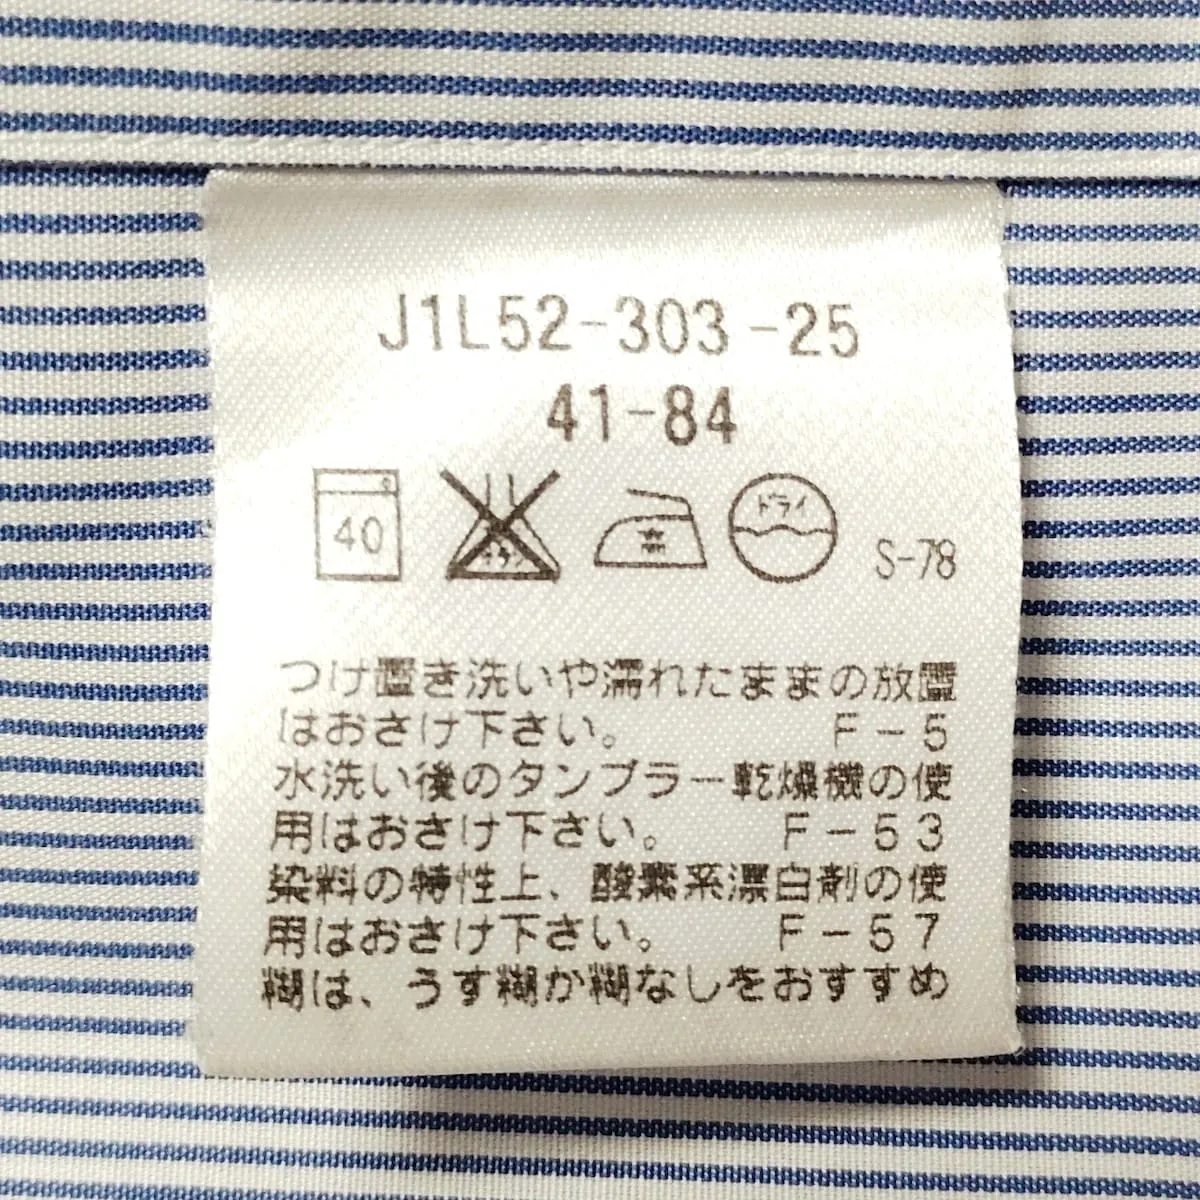 J1L52-303-25
41-84
40 ドライ S-78
つけ置き洗いや濡れたままの放置
はおさけ下さい。 F-5
水洗い後のタンブラー乾燥機の使
用はおさけ下さい。 F-53
染料の特性上、酸素系漂白剤の使
用はおさけ下さい。 F-57
糊は、うす糊か糊なしをおすすめ